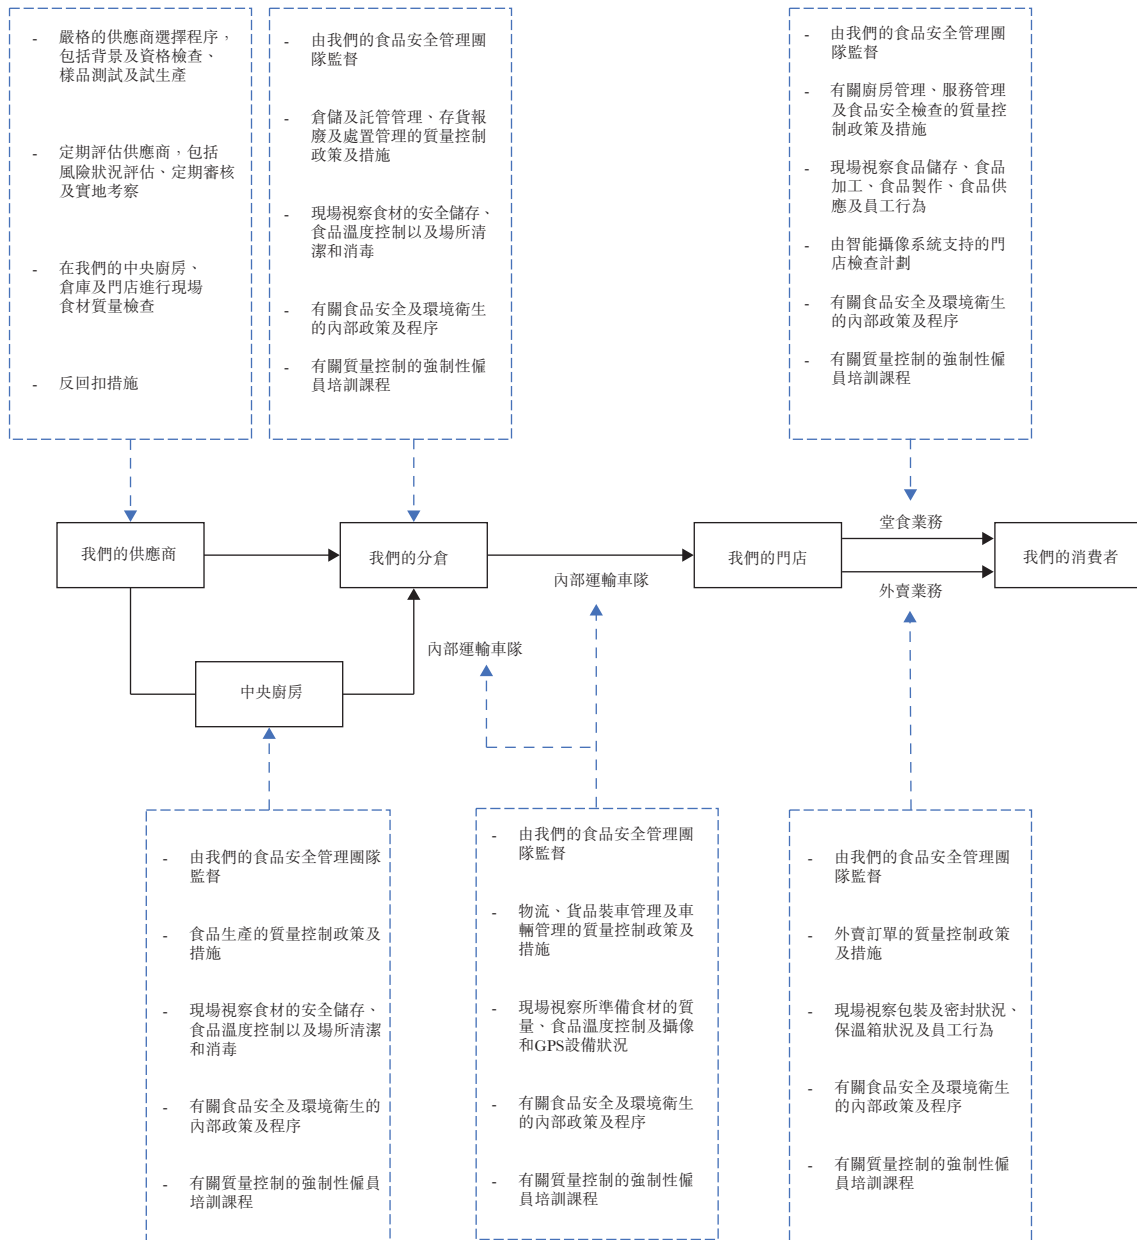 - 嚴格的供應商選擇程序，
包括背景及資格檢查、
樣品測試及試生產
- 定期評估供應商，包括
風險狀況評估、定期審核
及實地考察
- 在我們的中央廚房、
倉庫及門店進行現場
食材質量檢查
- 反回扣措施
- 由我們的食品安全管理團
隊監督
- 倉儲及託管管理、存貨報
廢及處置管理的質量控制
政策及措施
- 現場視察食材的安全儲存、
食品溫度控制以及場所清
潔和消毒
- 有關食品安全及環境衛生
的內部政策及程序
- 有關質量控制的強制性僱
員培訓課程
- 由我們的食品安全管理團
隊監督
- 有關廚房管理、服務管理
及食品安全檢查的質量控
制政策及措施
- 現場視察食品儲存、食品
加工、食品製作、食品供
應及員工行為
- 由智能攝像系統支持的門
店檢查計劃
- 有關食品安全及環境衛生
的內部政策及程序
- 有關質量控制的強制性僱
員培訓課程
我們的供應商
我們的分倉
內部運輸車隊
我們的門店
堂食業務
外賣業務
我們的消費者
內部運輸車隊
中央廚房
- 由我們的食品安全管理團隊
監督
- 食品生產的質量控制政策及
措施
- 現場視察食材的安全儲存、
食品溫度控制以及場所清潔
和消毒
- 有關食品安全及環境衛生的
內部政策及程序
- 有關質量控制的強制性僱員
培訓課程
- 由我們的食品安全管理團
隊監督
- 物流、貨品裝車管理及車
輛管理的質量控制政策及
措施
- 現場視察所準備食材的質
量、食品溫度控制及攝像
和GPS設備狀況
- 有關食品安全及環境衛生
的內部政策及程序
- 有關質量控制的強制性僱
員培訓課程
- 由我們的食品安全管理團
隊監督
- 外賣訂單的質量控制政策
及措施
- 現場視察包裝及密封狀況、
保溫箱狀況及員工行為
- 有關食品安全及環境衛生
的內部政策及程序
- 有關質量控制的強制性僱
員培訓課程